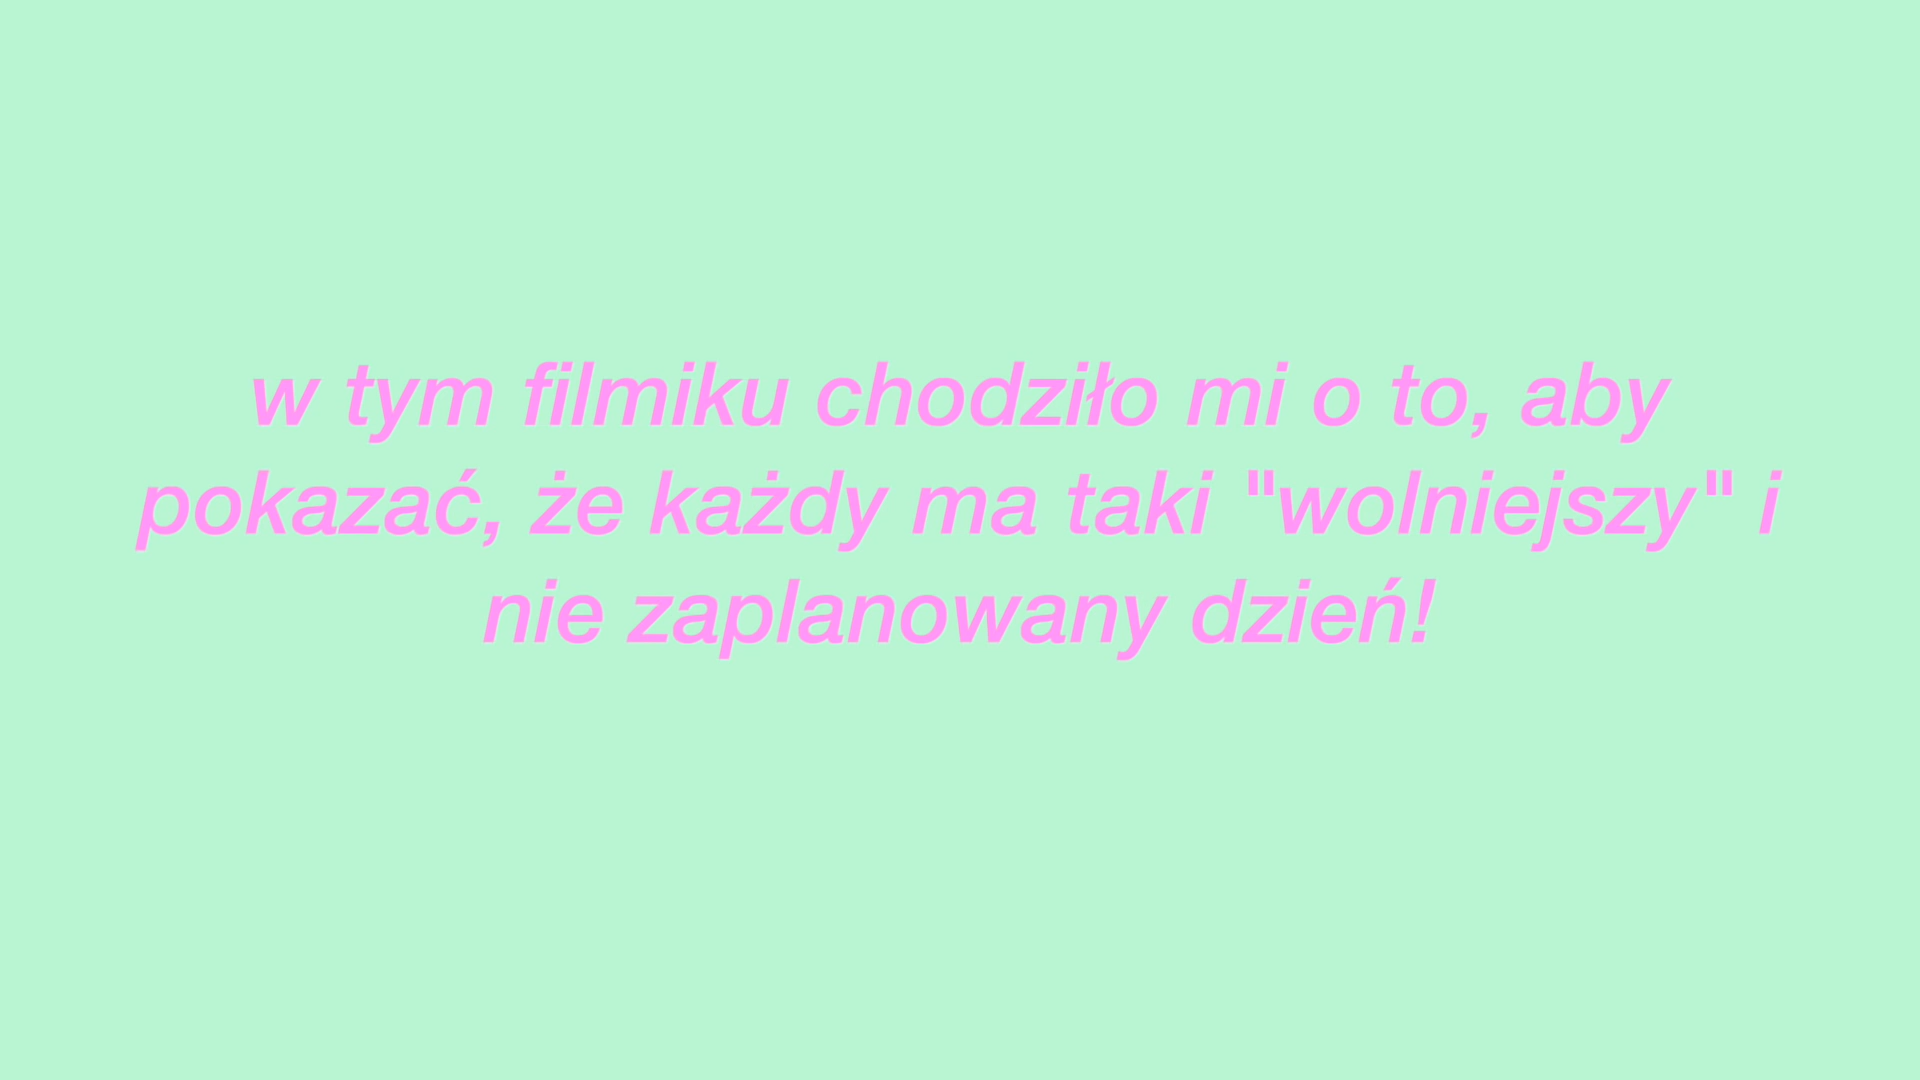 w tym filmiku chodziło mi o to, aby
pokazać, że każdy ma taki "wolniejszy" i
nie zaplanowany dzień!